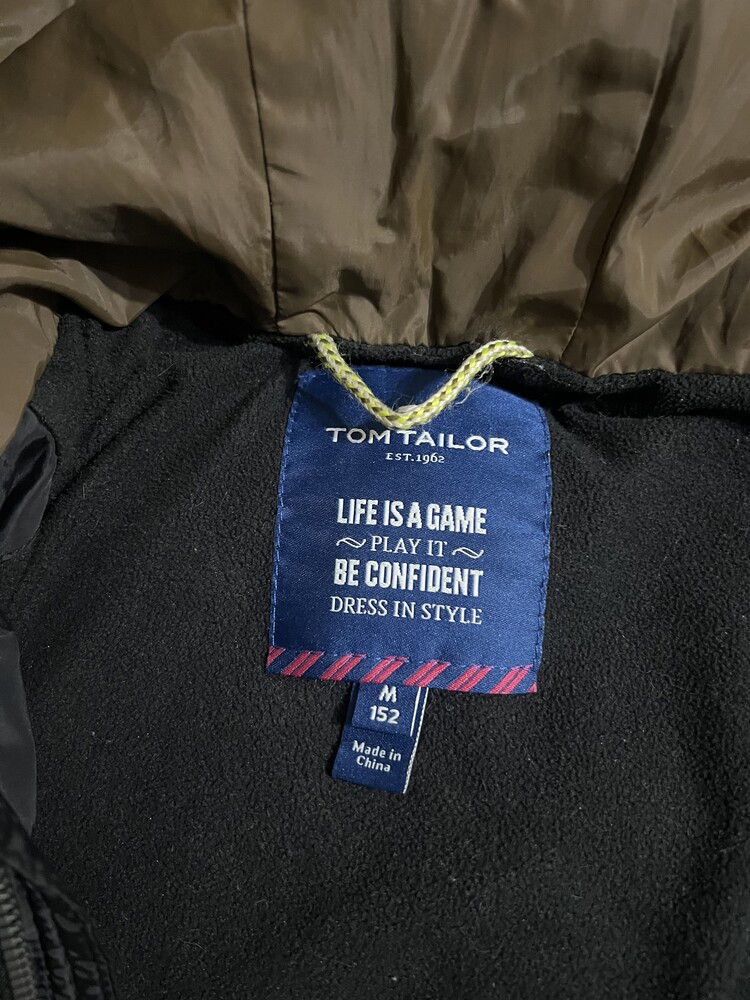 TOM TAILOR
EST.1962
LIFE IS A GAME
PLAY IT
BE CONFIDENT
DRESS IN STYLE
M
152
Made in
China